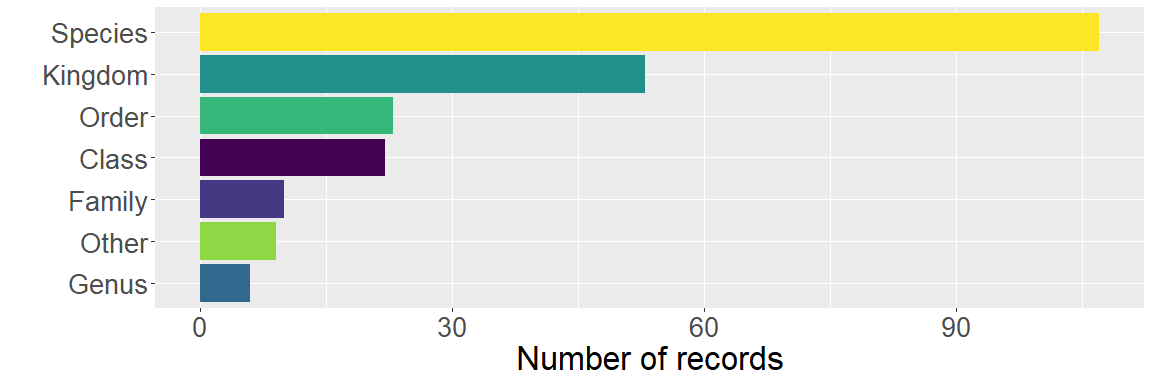 Species
Kingdom
Order
Class
Family
Other
Genus
0 30 60 90
Number of records